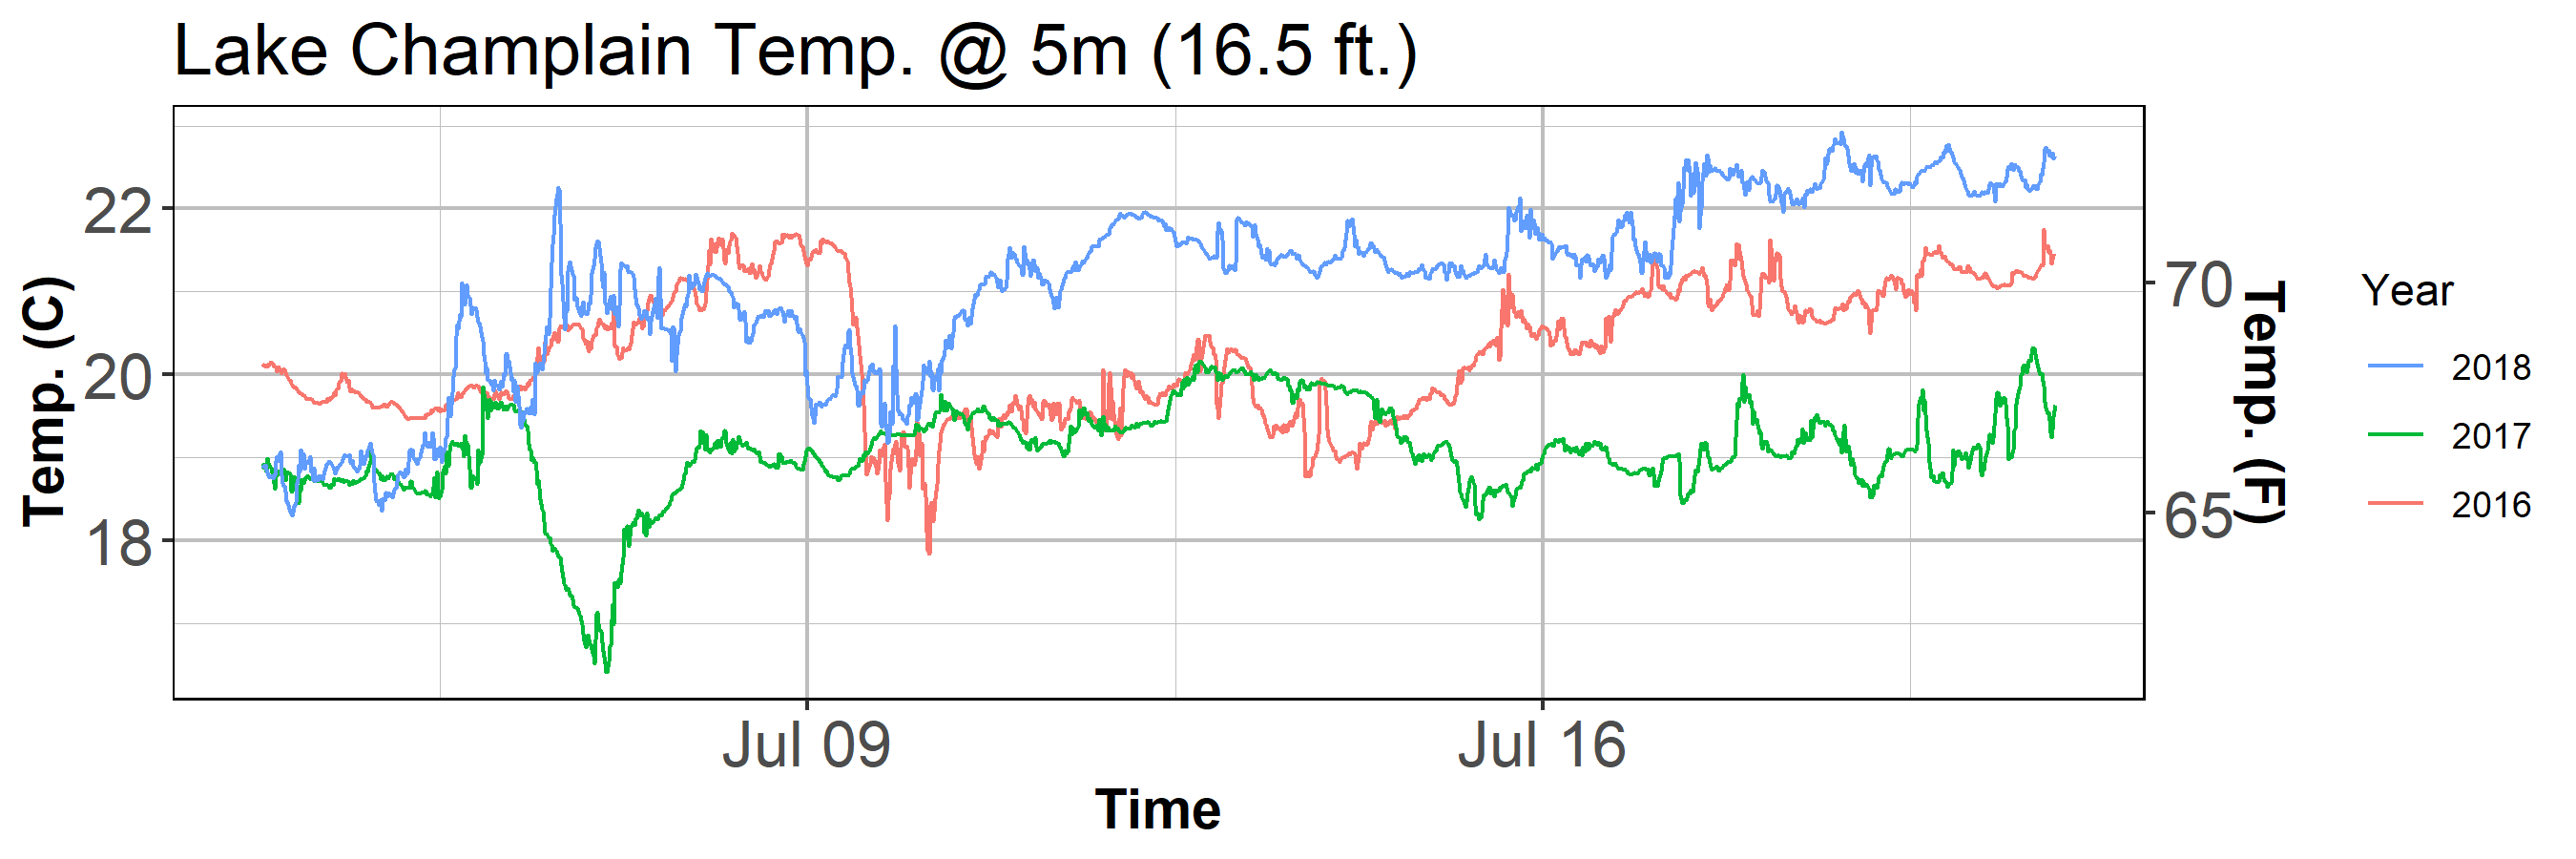 Lake Champlain Temp. @ 5m (16.5 ft.)
Temp. (C)
22
20
18
70
65
Temp. (F)
Jul 09
Jul 16
Time
Year
2018
2017
2016